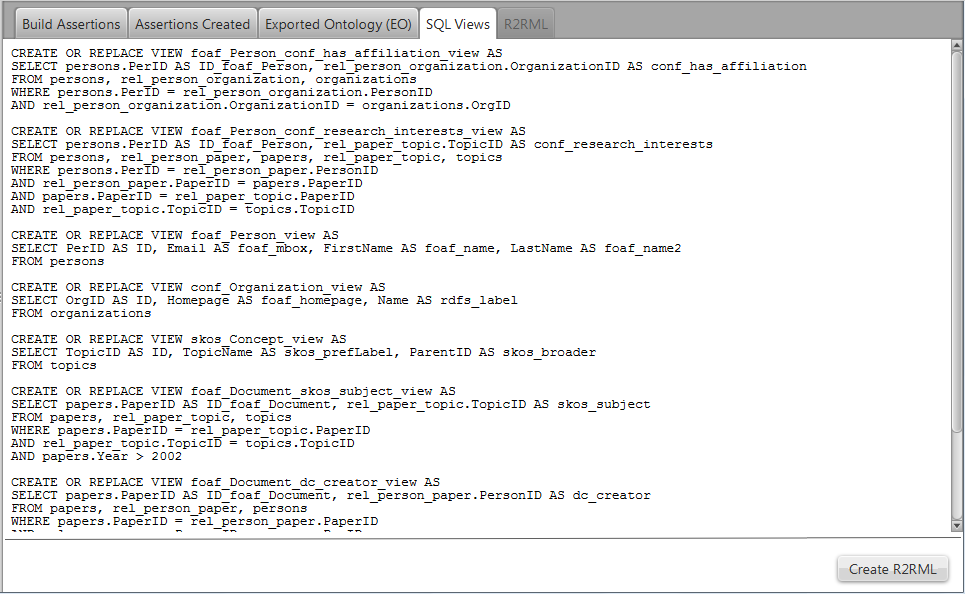 Build Assertions
Assertions Created
Exported Ontology (EO)
SQL Views
R2RML
CREATE OR REPLACE VIEW foaf_Person_conf_has_affiliation_view AS
SELECT persons.PerID AS ID_foaf_Person, rel_person_organization.OrganizationID AS conf_has_affiliation
FROM persons, rel_person_organization, organizations
WHERE persons.PerID = rel_person_organization.PersonID
AND rel_person_organization.OrganizationID = organizations.OrgID
CREATE OR REPLACE VIEW foaf_Person_conf_research_interests_view AS
SELECT persons.PerID AS ID_foaf_Person, rel_paper_topic.TopicID AS conf_research_interests
FROM persons, rel_person_paper, papers, rel_paper_topic, topics
WHERE persons.PerID = rel_person_paper.PersonID
AND rel_person_paper.PaperID = papers.PaperID
AND papers.PaperID = rel_paper_topic.PaperID
AND rel_paper_topic.TopicID = topics.TopicID
CREATE OR REPLACE VIEW foaf_Person_view AS
SELECT PerID AS ID, Email AS foaf_mbox, FirstName AS foaf_name, LastName AS foaf_name2
FROM persons
CREATE OR REPLACE VIEW conf_Organization_view AS
SELECT OrgID AS ID, Homepage AS foaf_homepage, Name AS rdfs_label
FROM organizations
CREATE OR REPLACE VIEW skos_Concept_view AS
SELECT TopicID AS ID, TopicName AS skos_prefLabel, ParentID AS skos_broader
FROM topics
CREATE OR REPLACE VIEW foaf_Document_skos_subject_view AS
SELECT papers.PaperID AS ID_foaf_Document, rel_paper_topic.TopicID AS skos_subject
FROM papers, rel_paper_topic, topics
WHERE papers.PaperID = rel_paper_topic.PaperID
AND rel_paper_topic.TopicID = topics.TopicID
AND papers.Year > 2002
CREATE OR REPLACE VIEW foaf_Document_dc_creator_view AS
SELECT papers.PaperID AS ID_foaf_Document, rel_person_paper.PersonID AS dc_creator
FROM papers, rel_person_paper, persons
WHERE papers.PaperID = rel_person_paper.PaperID
Create R2RML